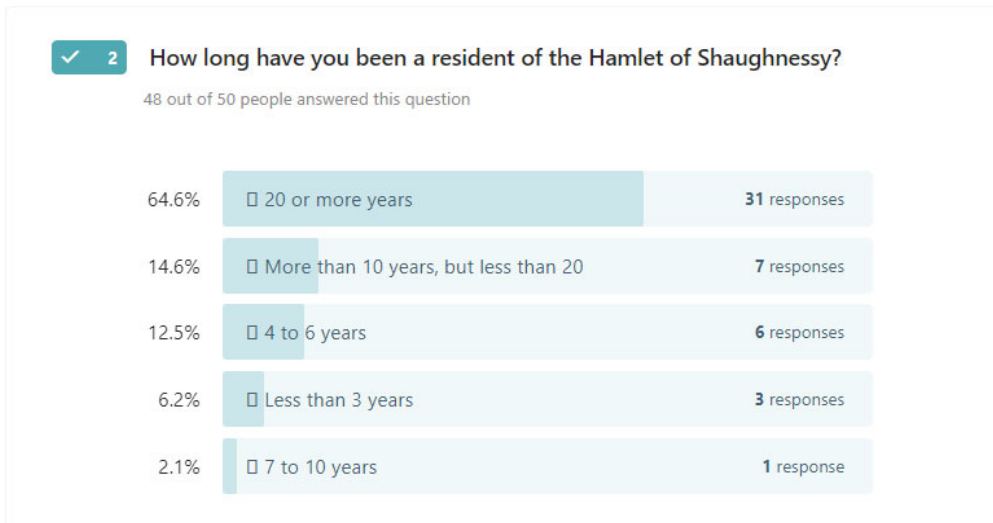 2 How long have you been a resident of the Hamlet of Shaughnessy?
48 out of 50 people answered this question
64.6% 20 or more years 31 responses
14.6% More than 10 years, but less than 20 7 responses
12.5% 4 to 6 years 6 responses
6.2% Less than 3 years 3 responses
2.1% 7 to 10 years 1 response